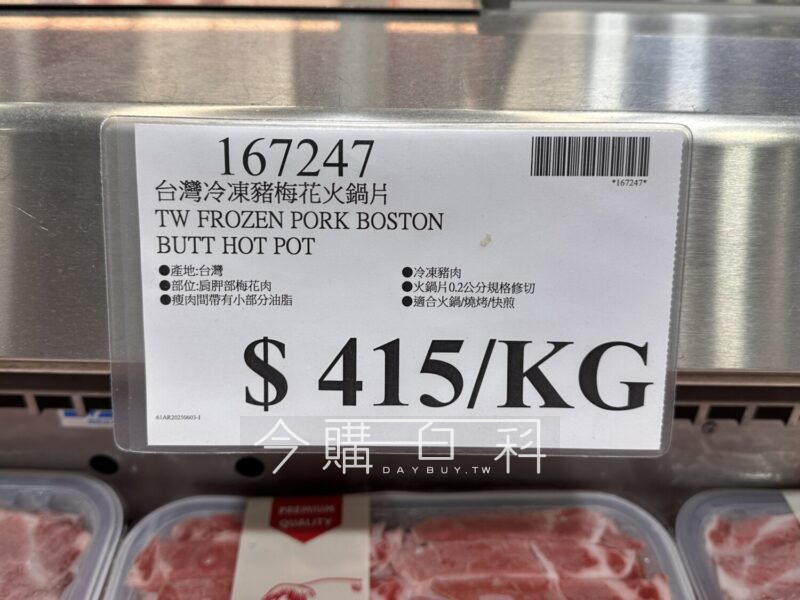 167247
*167247*
台灣冷凍豬梅花火鍋片
TW FROZEN PORK BOSTON
BUTT HOT POT
●產地:台灣
●部位:肩胛部梅花肉
●瘦肉間帶有小部分油脂
●冷凍豬肉
●火鍋片0.2公分規格修切
●適合火鍋/燒烤/快煎
$ 415/KG
61AR20250603-J
今購百科
DAYBUY.TW
PREMIUM
QUALITY